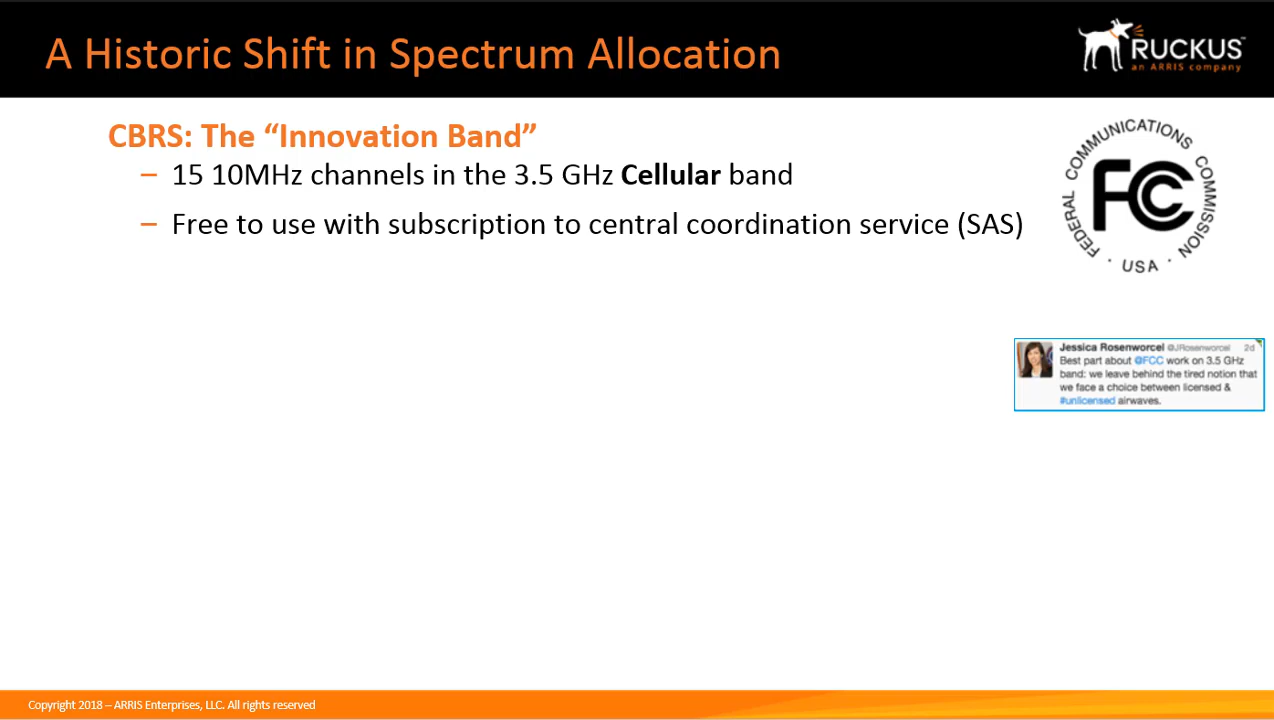 A Historic Shift in Spectrum Allocation
RUCKUS™
an ARRIS company
CBRS: The “Innovation Band”
– 15 10MHz channels in the 3.5 GHz Cellular band
– Free to use with subscription to central coordination service (SAS)
FEDERAL COMMUNICATIONS COMMISSION
FCC
· USA ·
Jessica Rosenworcel @JRosenworcel 2d
Best part about @FCC work on 3.5 GHz
band: we leave behind the tired notion that
we face a choice between licensed &
#unlicensed airwaves.
Copyright 2018 – ARRIS Enterprises, LLC. All rights reserved